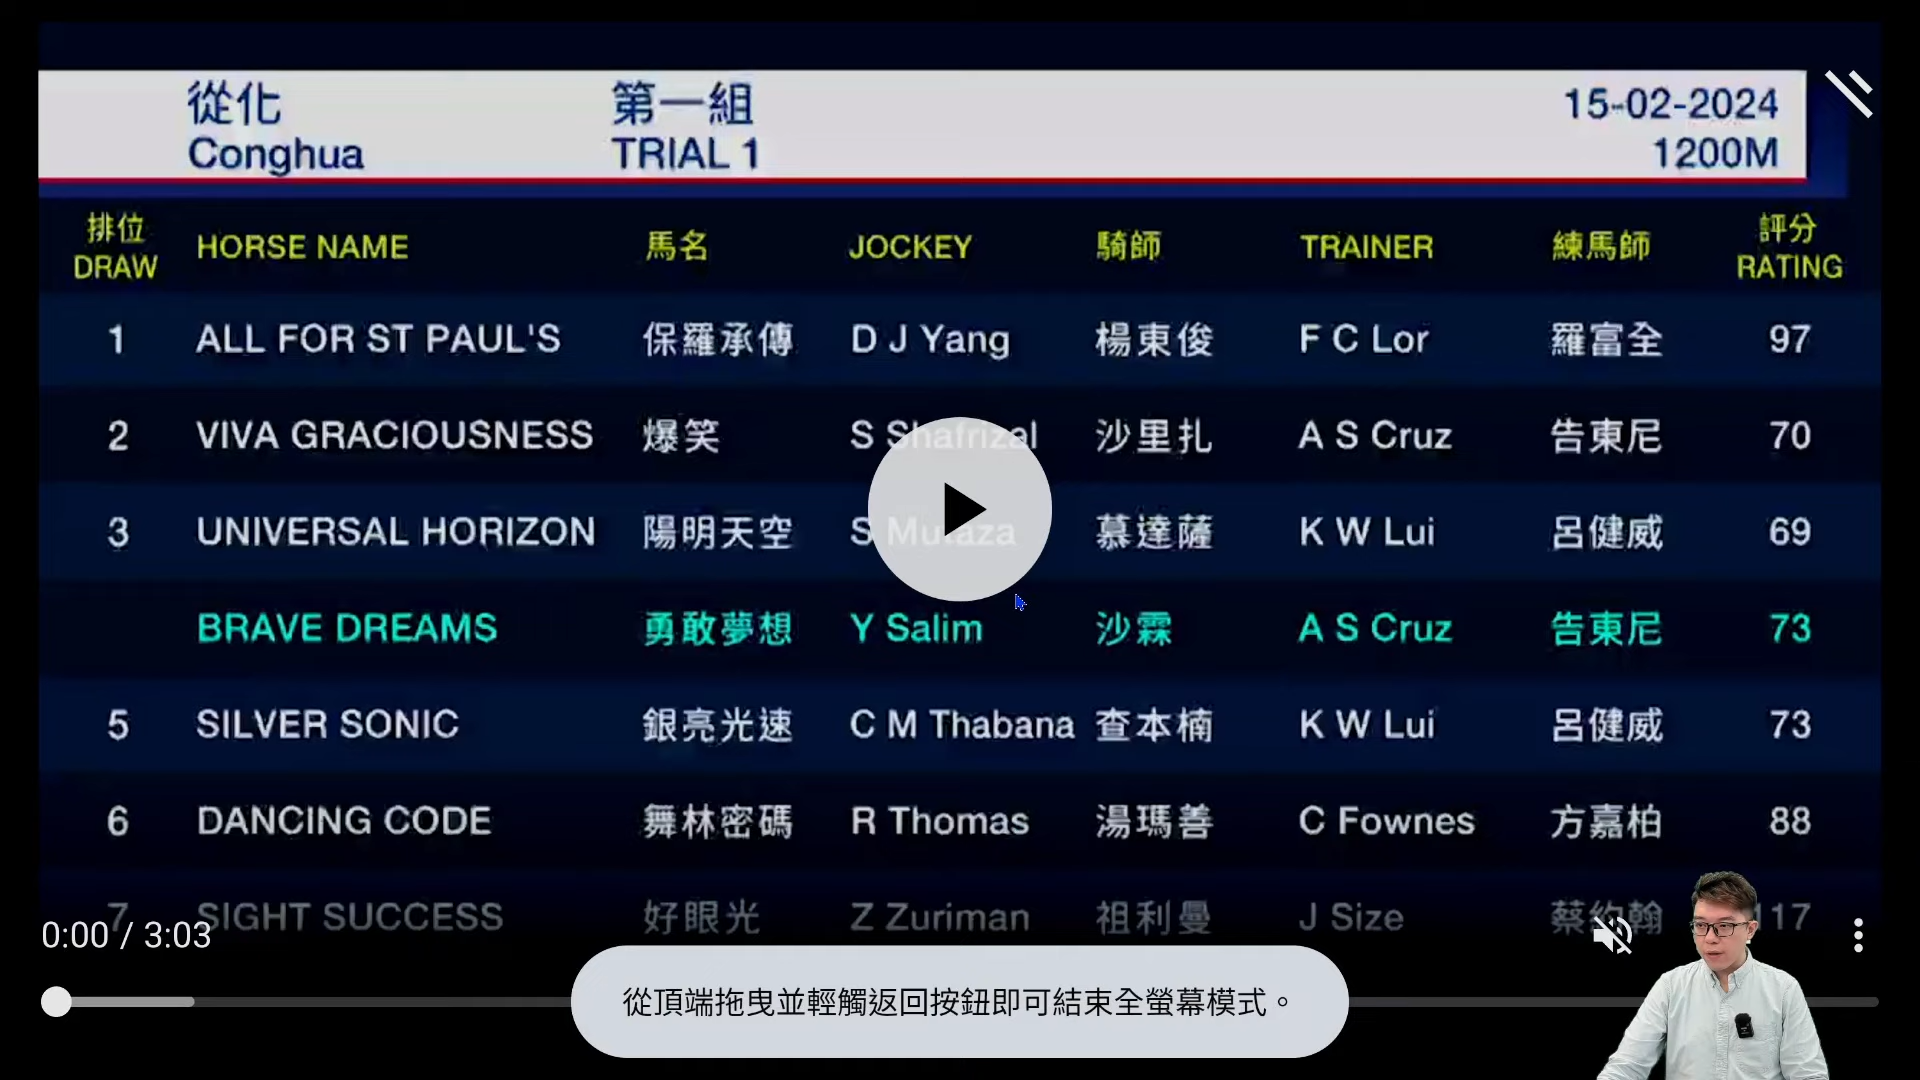 從化 第一組 15-02-2024
Conghua TRIAL 1 1200M
排位 DRAW HORSE NAME 馬名 JOCKEY 騎師 TRAINER 練馬師 評分 RATING
1 ALL FOR ST PAUL'S 保羅承傳 D J Yang 楊東俊 F C Lor 羅富全 97
2 VIVA GRACIOUSNESS 爆笑 S Shafrizal 沙里扎 A S Cruz 告東尼 70
3 UNIVERSAL HORIZON 陽明天空 S 慕達薩 K W Lui 呂健威 69
BRAVE DREAMS 勇敢夢想 Y Salim 沙霖 A S Cruz 告東尼 73
5 SILVER SONIC 銀亮光速 C M Thabana 查本楠 K W Lui 呂健威 73
6 DANCING CODE 舞林密碼 R Thomas 湯瑪善 C Fownes 方嘉柏 88
7 SIGHT SUCCESS 好眼光 Z Zuriman 祖利曼 J Size 蔡約翰 117
0:00 / 3:03
從頂端拖曳並輕觸返回按鈕即可結束全螢幕模式。